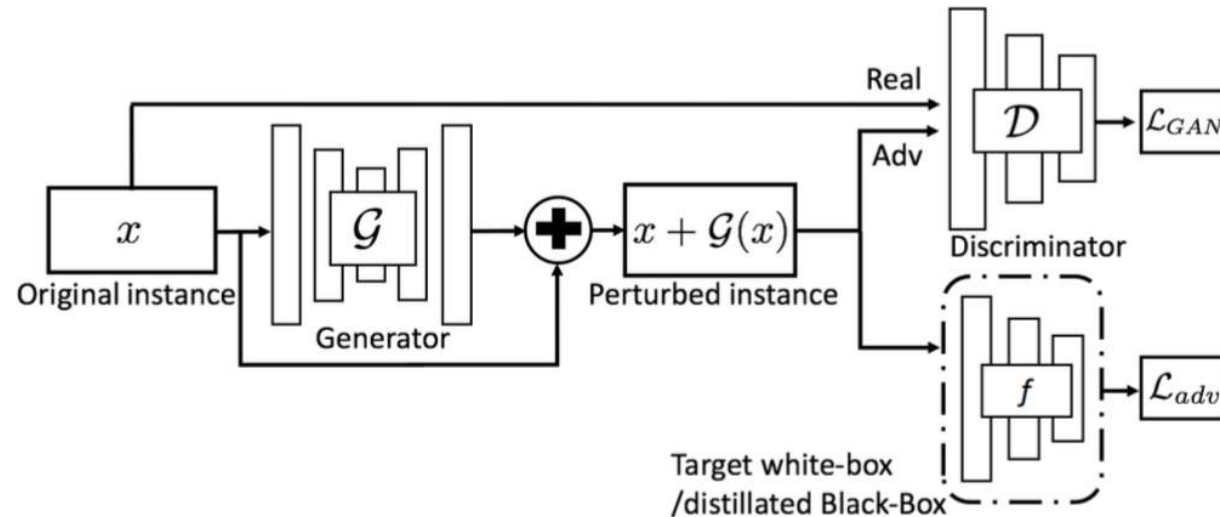 Real
Adv
𝒟
ℒ_GAN
Discriminator
x
Original instance
𝒢
Generator
x + 𝒢(x)
Perturbed instance
f
ℒ_adv
Target white-box
/distillated Black-Box